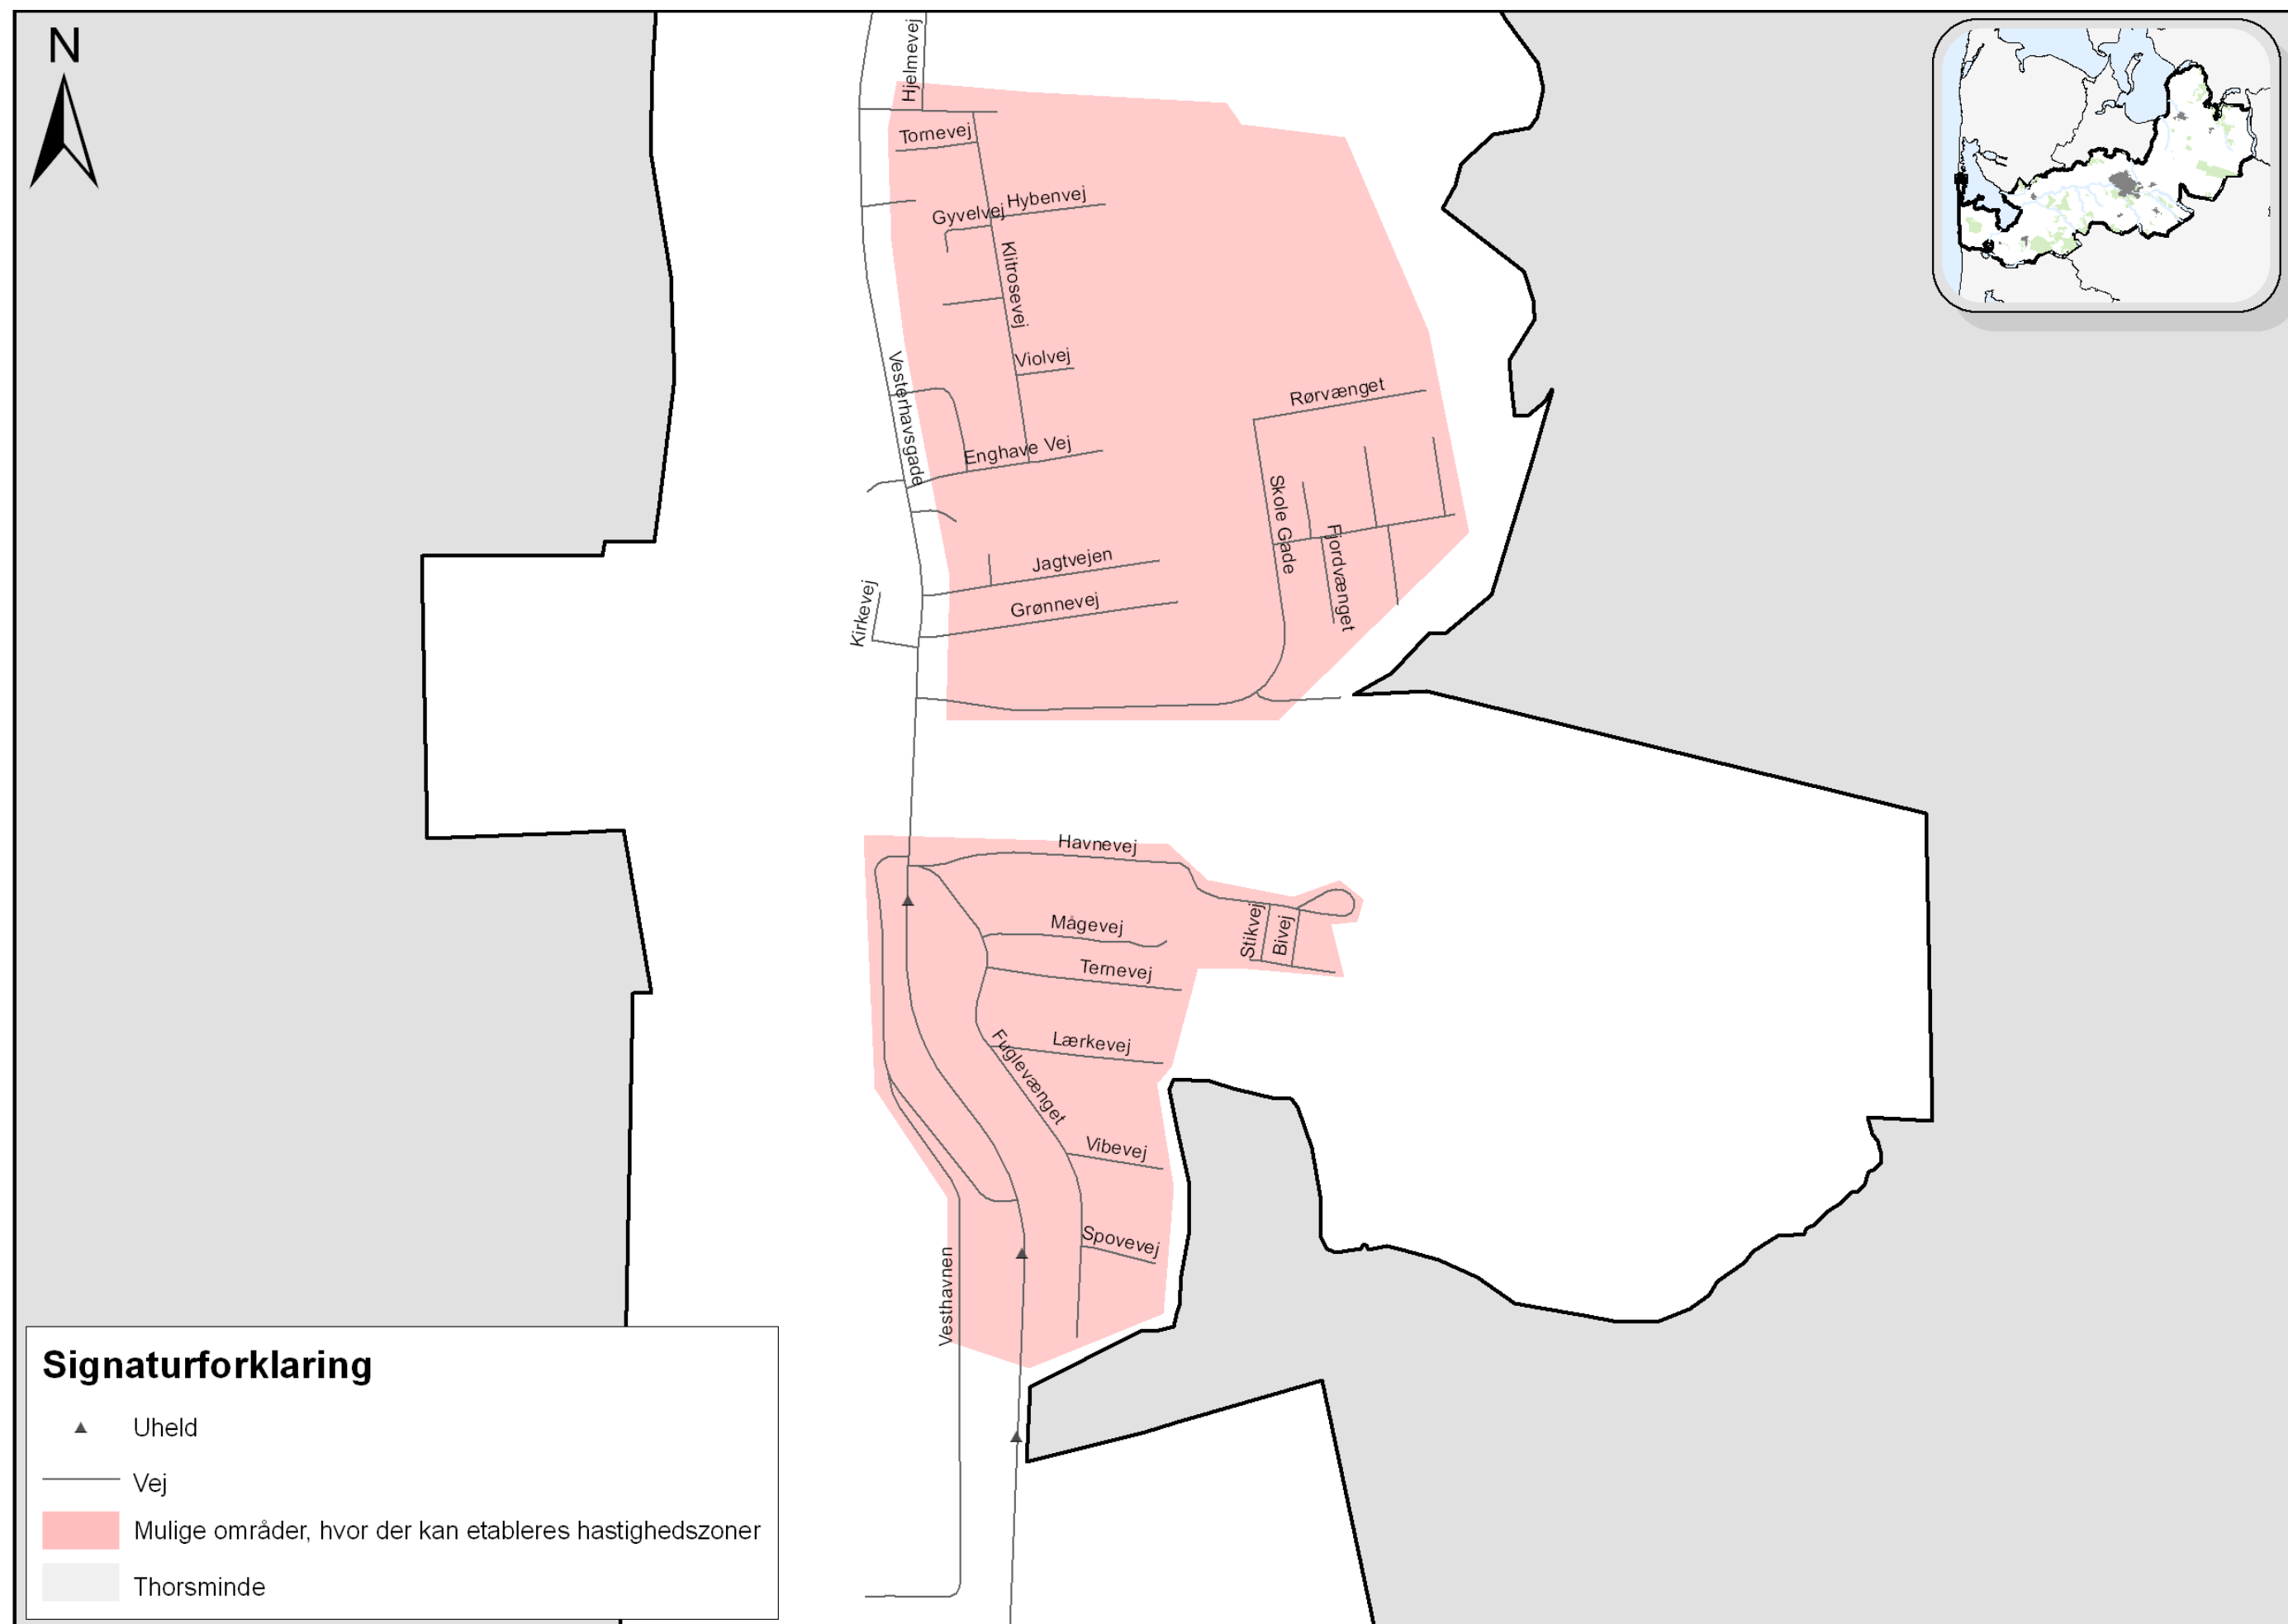 N
Hjelmevej
Tornevej
Hybenvej
Gyvelvej
Klitrosevej
Violvej
Vesterhavsgade
Rørvænget
Enghave Vej
Skole Gade
Fjordvænget
Jagtvejen
Kirkevej
Grønnevej
Havnevej
Stikvej
Bivej
Mågevej
Ternevej
Lærkevej
Fuglevænget
Vibevej
Spovevej
Vesthavnen
Signaturforklaring
Uheld
Vej
Mulige områder, hvor der kan etableres hastighedszoner
Thorsminde